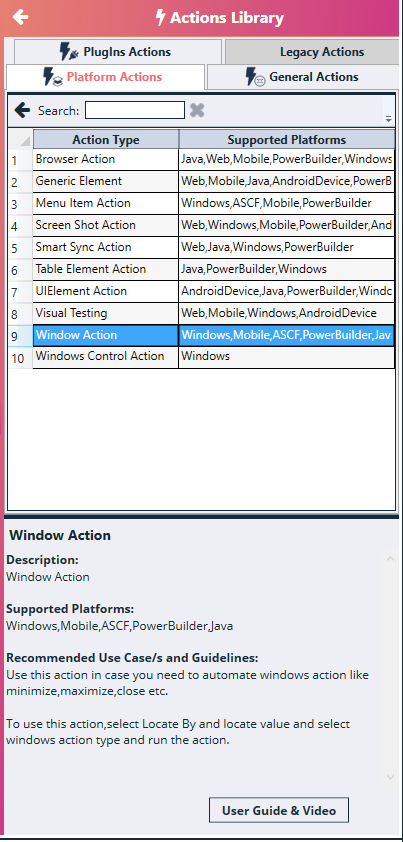 Actions Library
PlugIns Actions Legacy Actions
Platform Actions General Actions
Search:
Action Type Supported Platforms
1 Browser Action Java,Web,Mobile,PowerBuilder,Windows
2 Generic Element Web,Mobile,Java,AndroidDevice,PowerB
3 Menu Item Action Windows,ASCF,Mobile,PowerBuilder
4 Screen Shot Action Web,Windows,Mobile,PowerBuilder,And
5 Smart Sync Action Web,Java,Windows,PowerBuilder
6 Table Element Action Java,PowerBuilder,Windows
7 UIElement Action AndroidDevice,Java,PowerBuilder,Windc
8 Visual Testing Web,Mobile,Windows,AndroidDevice
9 Window Action Windows,Mobile,ASCF,PowerBuilder,Jav
10 Windows Control Action Windows
Window Action
Description:
Window Action
Supported Platforms:
Windows,Mobile,ASCF,PowerBuilder,Java
Recommended Use Case/s and Guidelines:
Use this action in case you need to automate windows action like
minimize,maximize,close etc.
To use this action,select Locate By and locate value and select
windows action type and run the action.
User Guide & Video